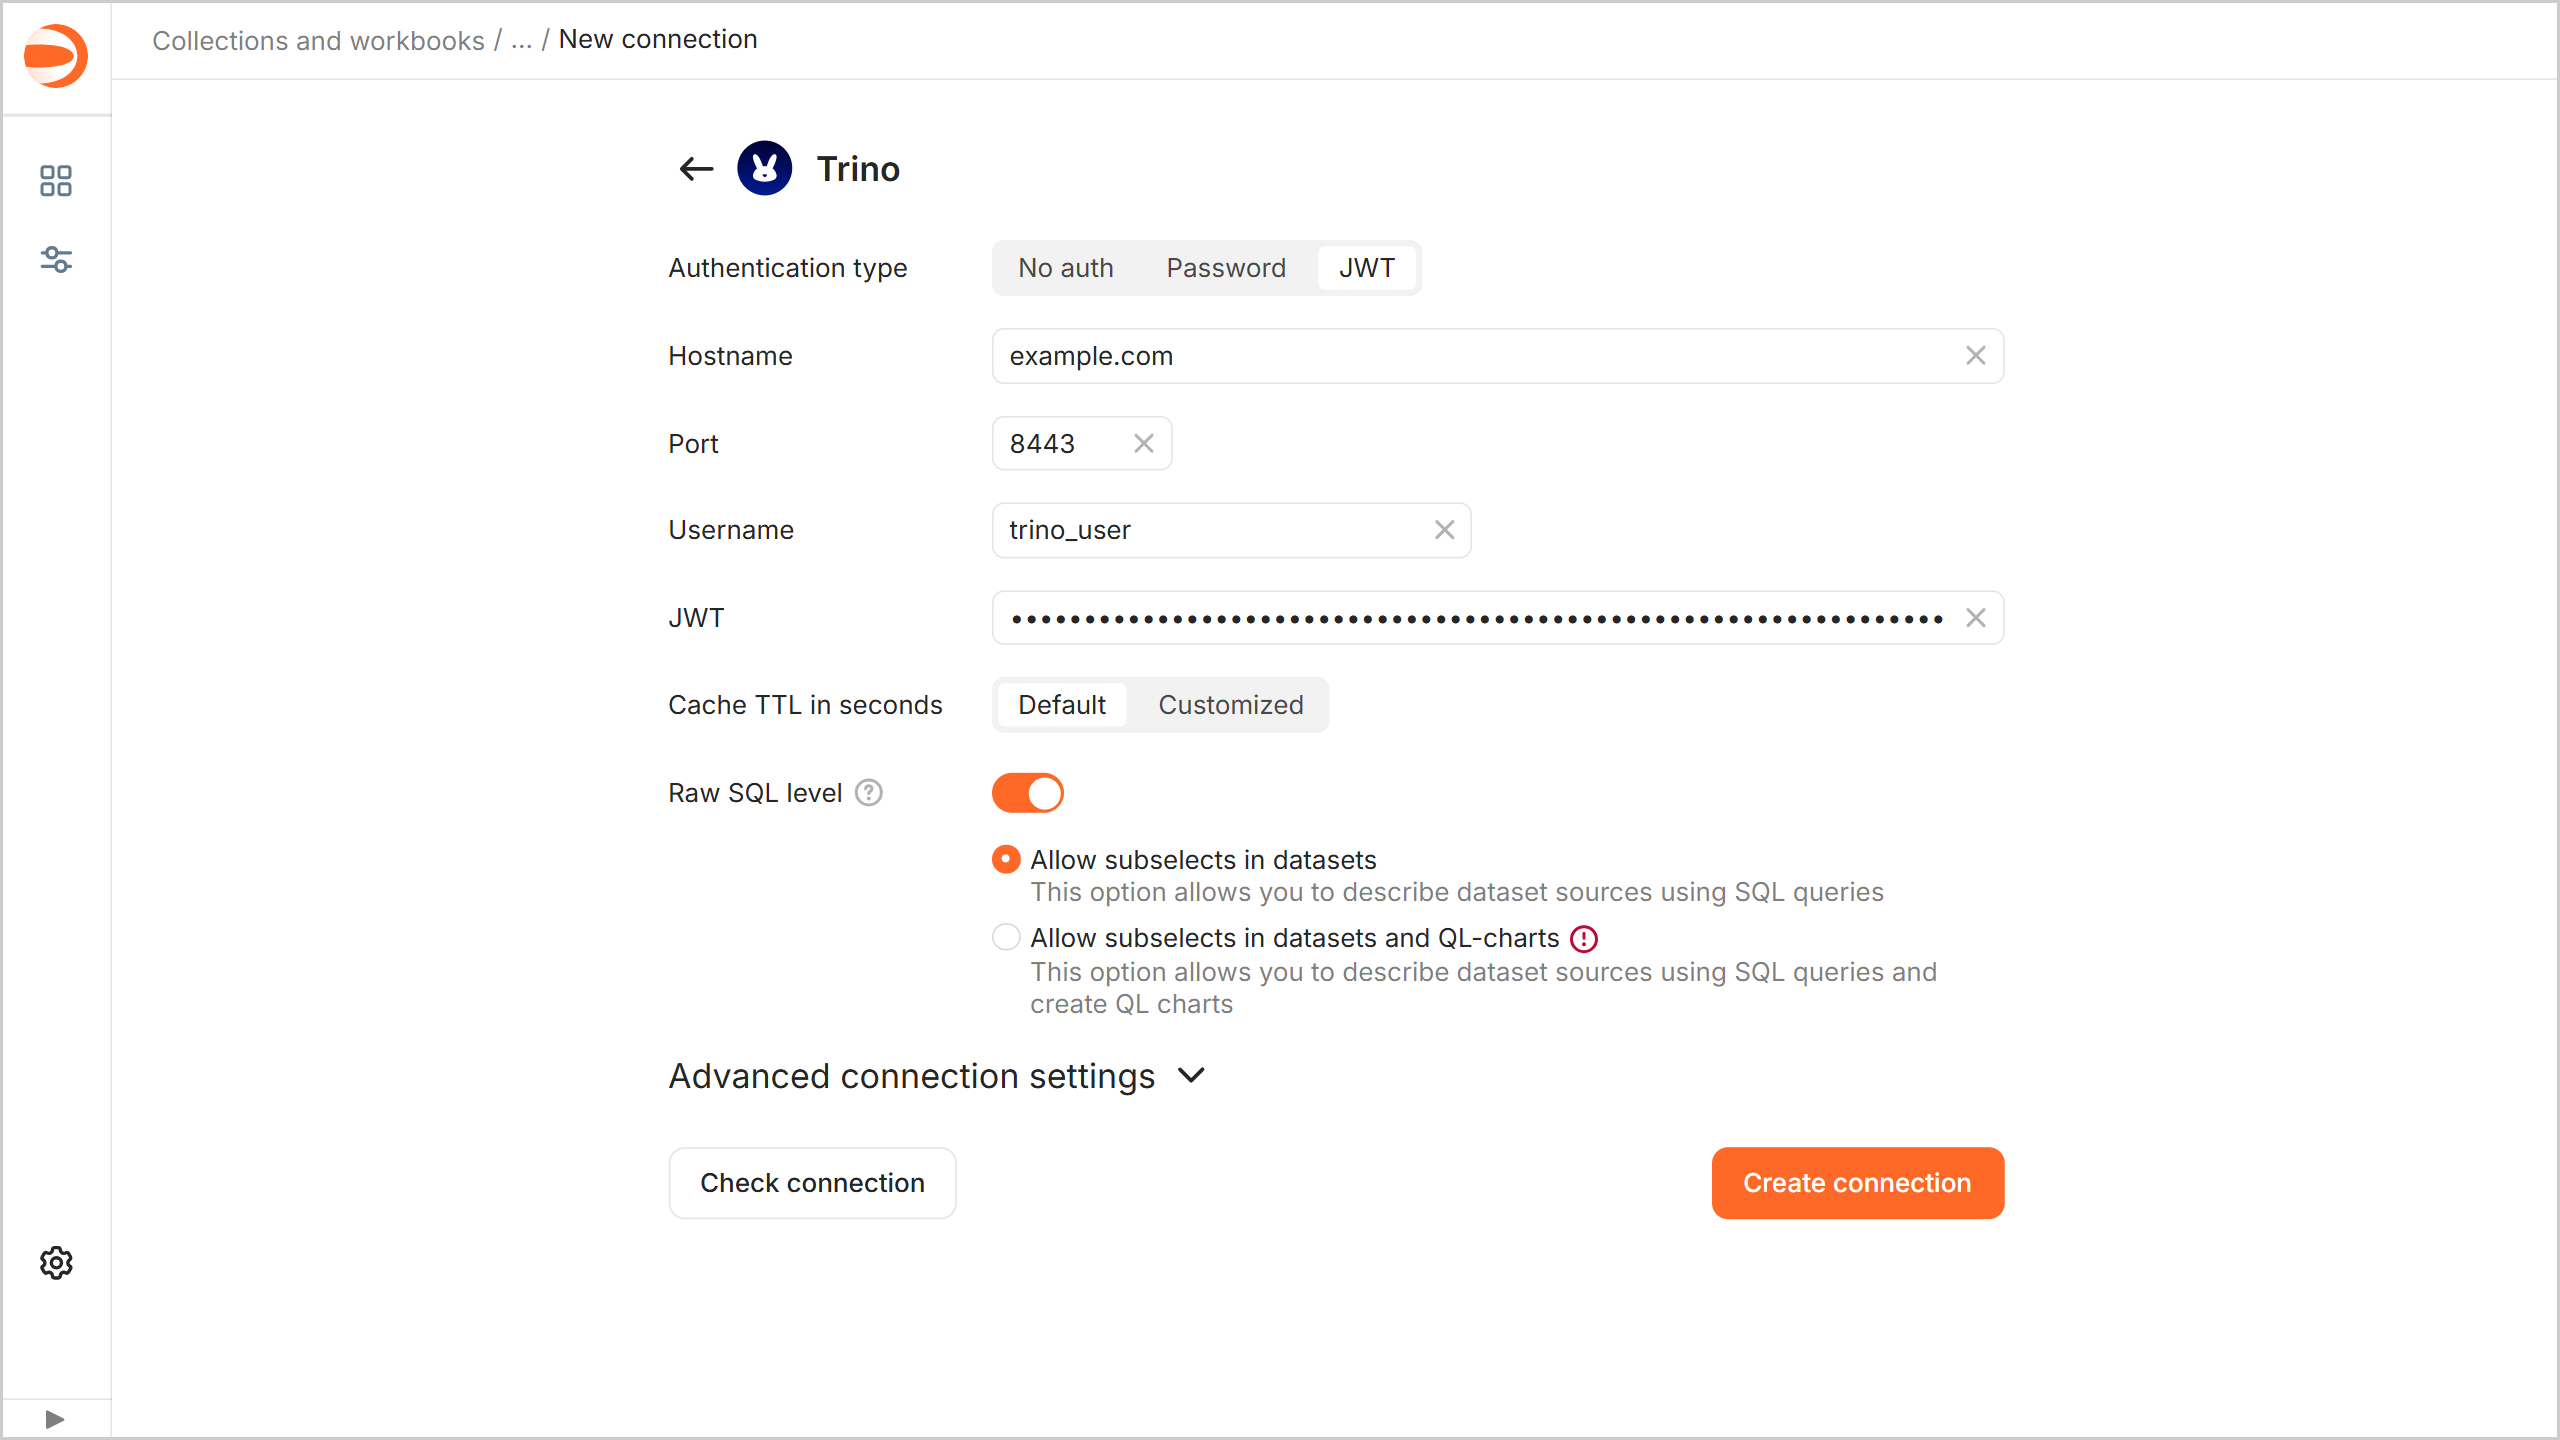 Collections and workbooks / ... / New connection
Trino
Authentication type No auth Password JWT
Hostname example.com
Port 8443
Username trino_user
JWT ••••••••••••••••••••••••••••••••••••••••••••••••••••••••••••••••
Cache TTL in seconds Default Customized
Raw SQL level
Allow subselects in datasets
This option allows you to describe dataset sources using SQL queries
Allow subselects in datasets and QL-charts
This option allows you to describe dataset sources using SQL queries and
create QL charts
Advanced connection settings
Check connection Create connection